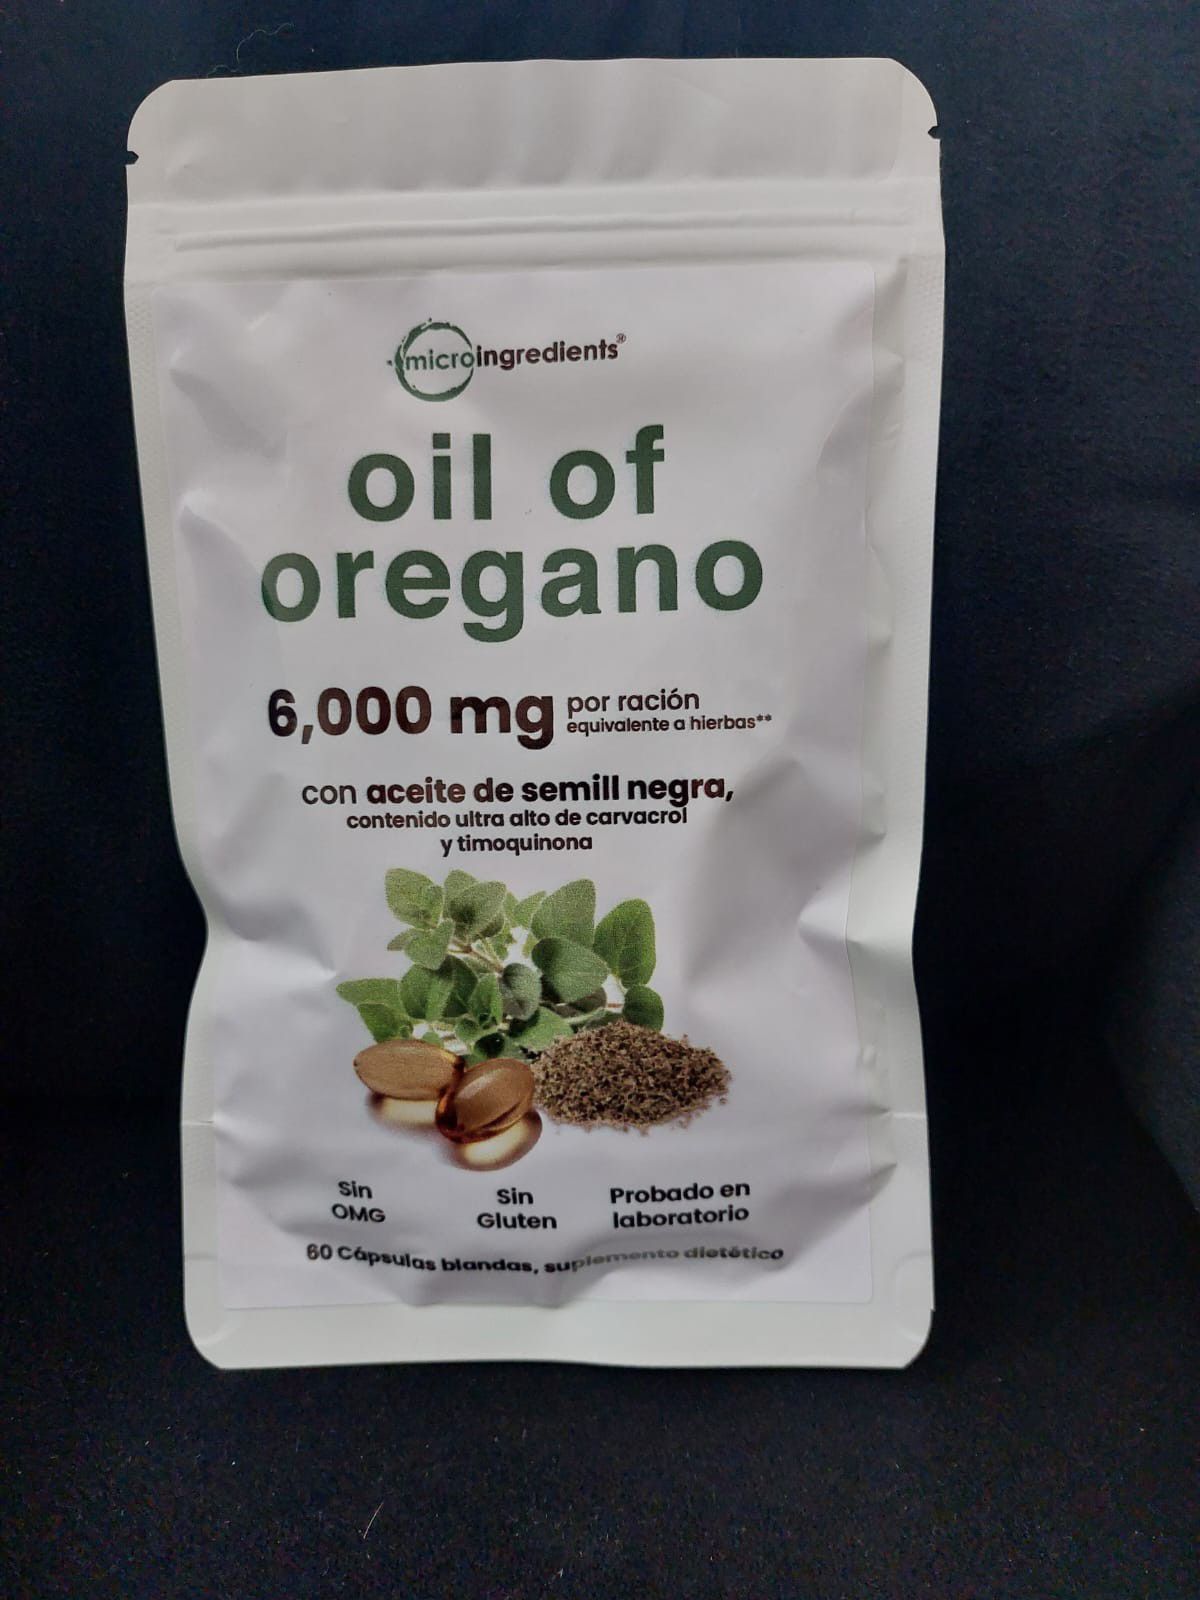 microingredients®
oil of
oregano
6,000 mg por ración
equivalente a hierbas**
con aceite de semill negra,
contenido ultra alto de carvacrol
y timoquinona
Sin
OMG
Sin
Gluten
Probado en
laboratorio
60 Cápsulas blandas, suplemento dietético